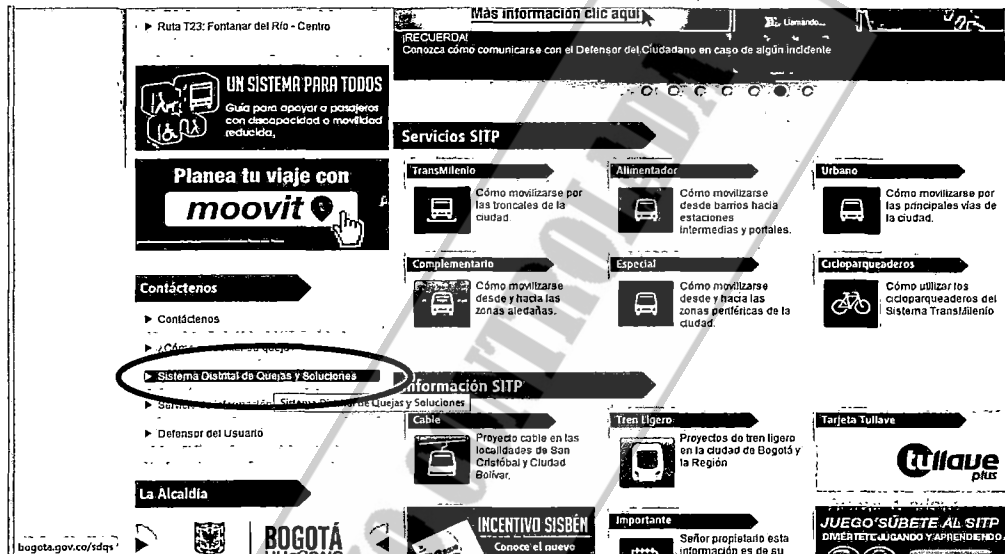 ▶ Ruta T23: Fontanar del Río - Centro
Más información clic aquí
Llamando...
¡RECUERDA!
Conozca cómo comunicarse con el Defensor del Ciudadano en caso de algún incidente
UN SISTEMA PARA TODOS
Guía para apoyar a pasajeros
con discapacidad o movilidad
reducida.
Planea tu viaje con
moovit
Contáctenos
▶ Contáctenos
▶ ¿Cómo
▶ Sistema Distrital de Quejas y Soluciones
Sistema Distrital de Quejas y Soluciones
▶ Defensor del Usuario
La Alcaldía
BOGOTÁ
bogota.gov.co/sdqs
Servicios SITP
TransMilenio
Cómo movilizarse por
las troncales de la
ciudad.
Alimentador
Cómo movilizarse
desde barrios hacia
estaciones
intermedias y portales.
Urbano
Cómo movilizarse por
las principales vías de
la ciudad.
Complementario
Cómo movilizarse
desde y hacia las
zonas aledañas.
Especial
Cómo movilizarse
desde y hacia las
zonas periféricas de la
ciudad.
Cicloparqueaderos
Cómo utilizar los
cicloparqueaderos del
Sistema TransMilenio
Información SITP
Cable
Proyecto cable en las
localidades de San
Cristóbal y Ciudad
Bolívar.
Tren Ligero
Proyectos de tren ligero
en la ciudad de Bogotá y
la Región
Tarjeta Tullave
tullave
plus
INCENTIVO SISBÉN
Conoce el nuevo
Importante
Señor propietario esta
información es de su
JUEGO SÚBETE AL SITP
DIVIÉRTETE JUGANDO Y APRENDIENDO
CONTROLADA